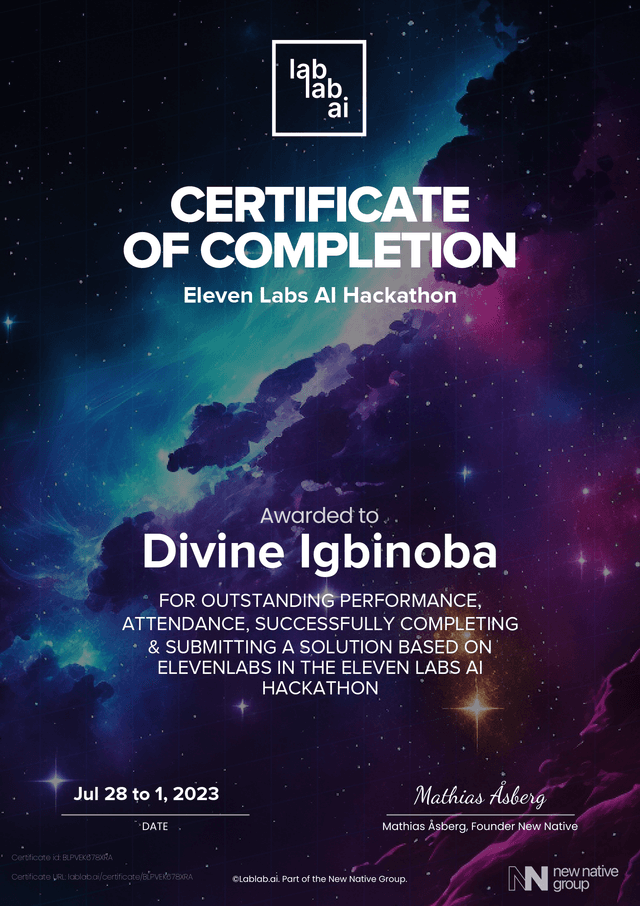 lab
lab
ai
CERTIFICATE
OF COMPLETION
Eleven Labs AI Hackathon
Awarded to
Divine Igbinoba
FOR OUTSTANDING PERFORMANCE,
ATTENDANCE, SUCCESSFULLY COMPLETING
& SUBMITTING A SOLUTION BASED ON
ELEVENLABS IN THE ELEVEN LABS AI
HACKATHON
Jul 28 to 1, 2023
DATE
Mathias Åsberg
Mathias Åsberg, Founder New Native
Certificate id:
Certificate URL: lablab.ai/certificate/
©Lablab.ai. Part of the New Native Group.
NN new native
group